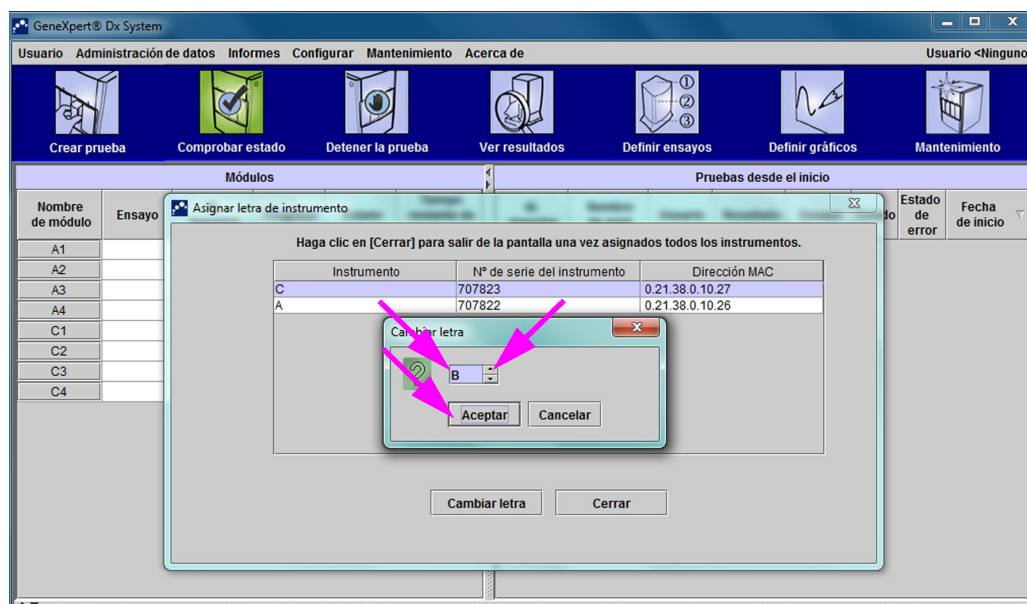 GeneXpert® Dx System
Usuario Administración de datos Informes Configurar Mantenimiento Acerca de Usuario <Ninguno
Crear prueba Comprobar estado Detener la prueba Ver resultados Definir ensayos Definir gráficos Mantenimiento
Módulos Pruebas desde el inicio
Nombre de módulo Ensayo Estado de error Fecha de inicio
Asignar letra de instrumento
Haga clic en [Cerrar] para salir de la pantalla una vez asignados todos los instrumentos.
Instrumento Nº de serie del instrumento Dirección MAC
C 707823 0.21.38.0.10.27
A 707822 0.21.38.0.10.26
A1
A2
A3
A4
C1
C2
C3
C4
Cambiar letra
B
Aceptar Cancelar
Cambiar letra Cerrar